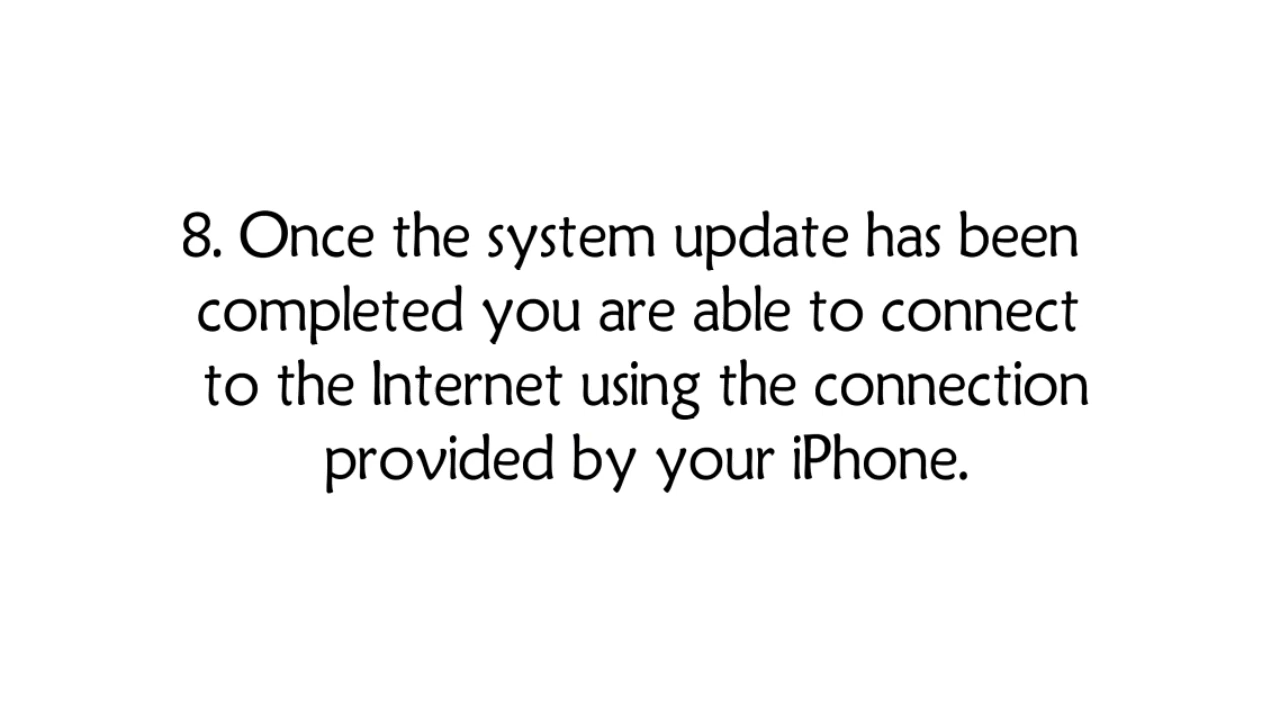 8. Once the system update has been
completed you are able to connect
to the Internet using the connection
provided by your iPhone.